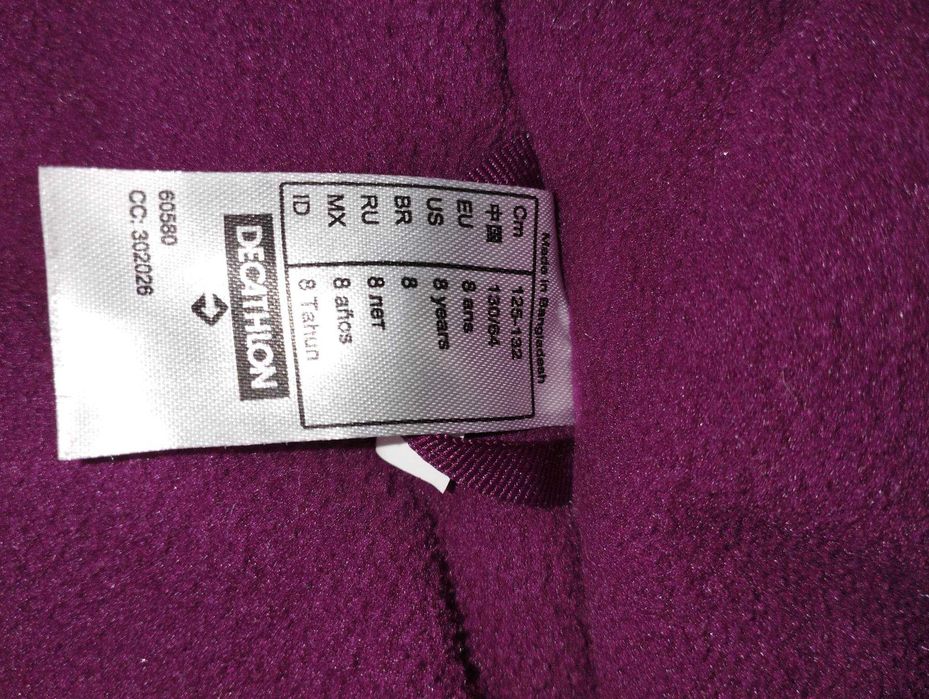 Made in Bangladesh
Cm 125-132
中国 130/64
EU 8 ans
US 8 years
BR 8
RU 8 лет
MX 8 años
ID 8 Tahun
DECATHLON
60580
CC: 302026